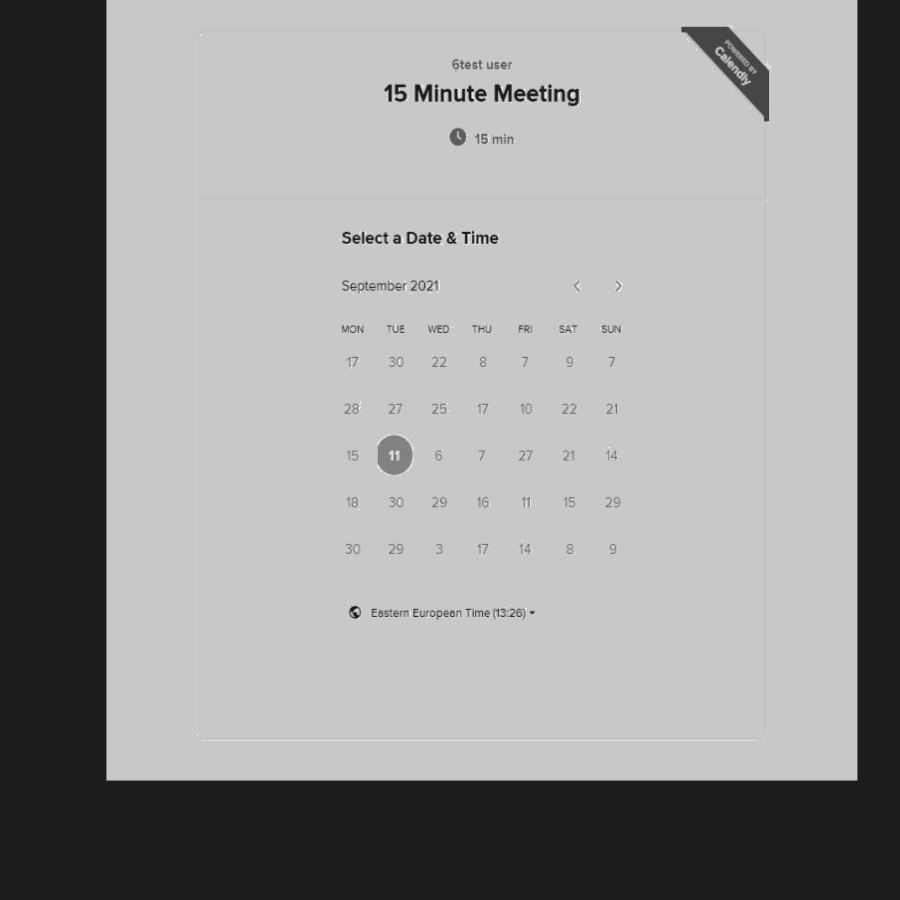 6test user
15 Minute Meeting
15 min
POWERED BY
Calendly
Select a Date & Time
September 2021
MON TUE WED THU FRI SAT SUN
17 30 22 8 7 9 7
28 27 25 17 10 22 21
15 11 6 7 27 21 14
18 30 29 16 11 15 29
30 29 3 17 14 8 9
Eastern European Time (13:26)